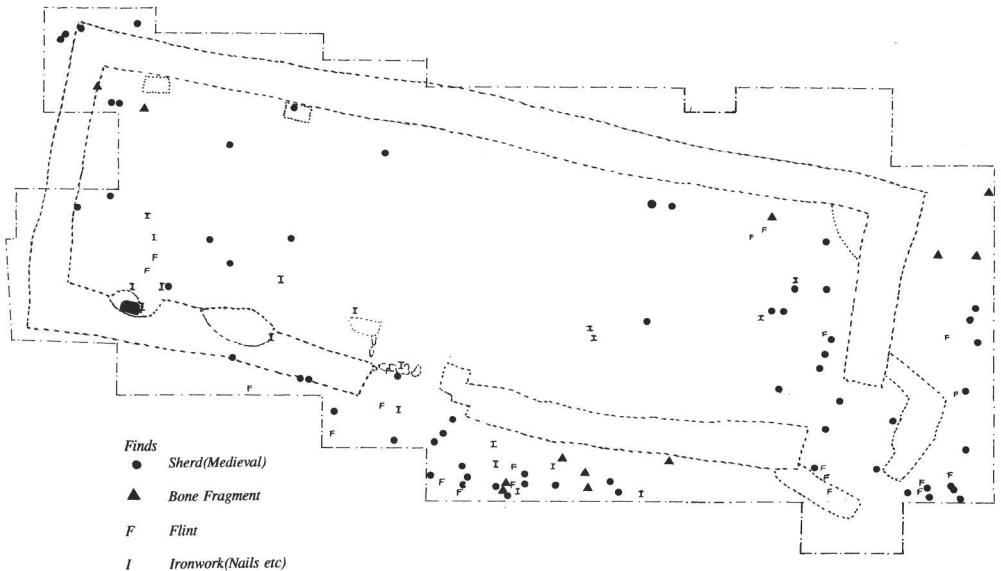 Finds
Sherd(Medieval)
Bone Fragment
F Flint
I Ironwork(Nails etc)